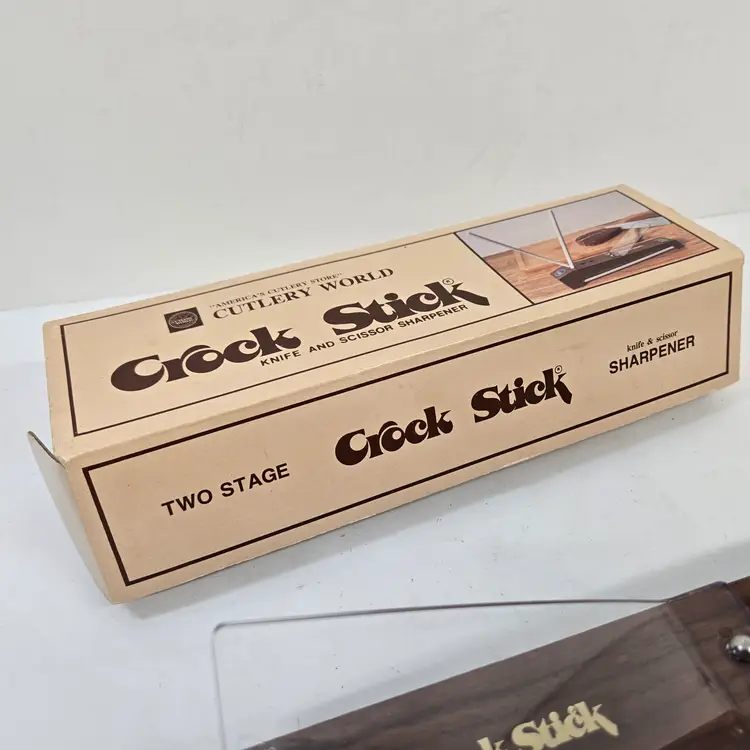 "AMERICA'S CUTLERY STORE"
CUTLERY WORLD
Crock Stick®
KNIFE AND SCISSOR SHARPENER
TWO STAGE
Crock Stick®
knife & scissor
SHARPENER
k Stick